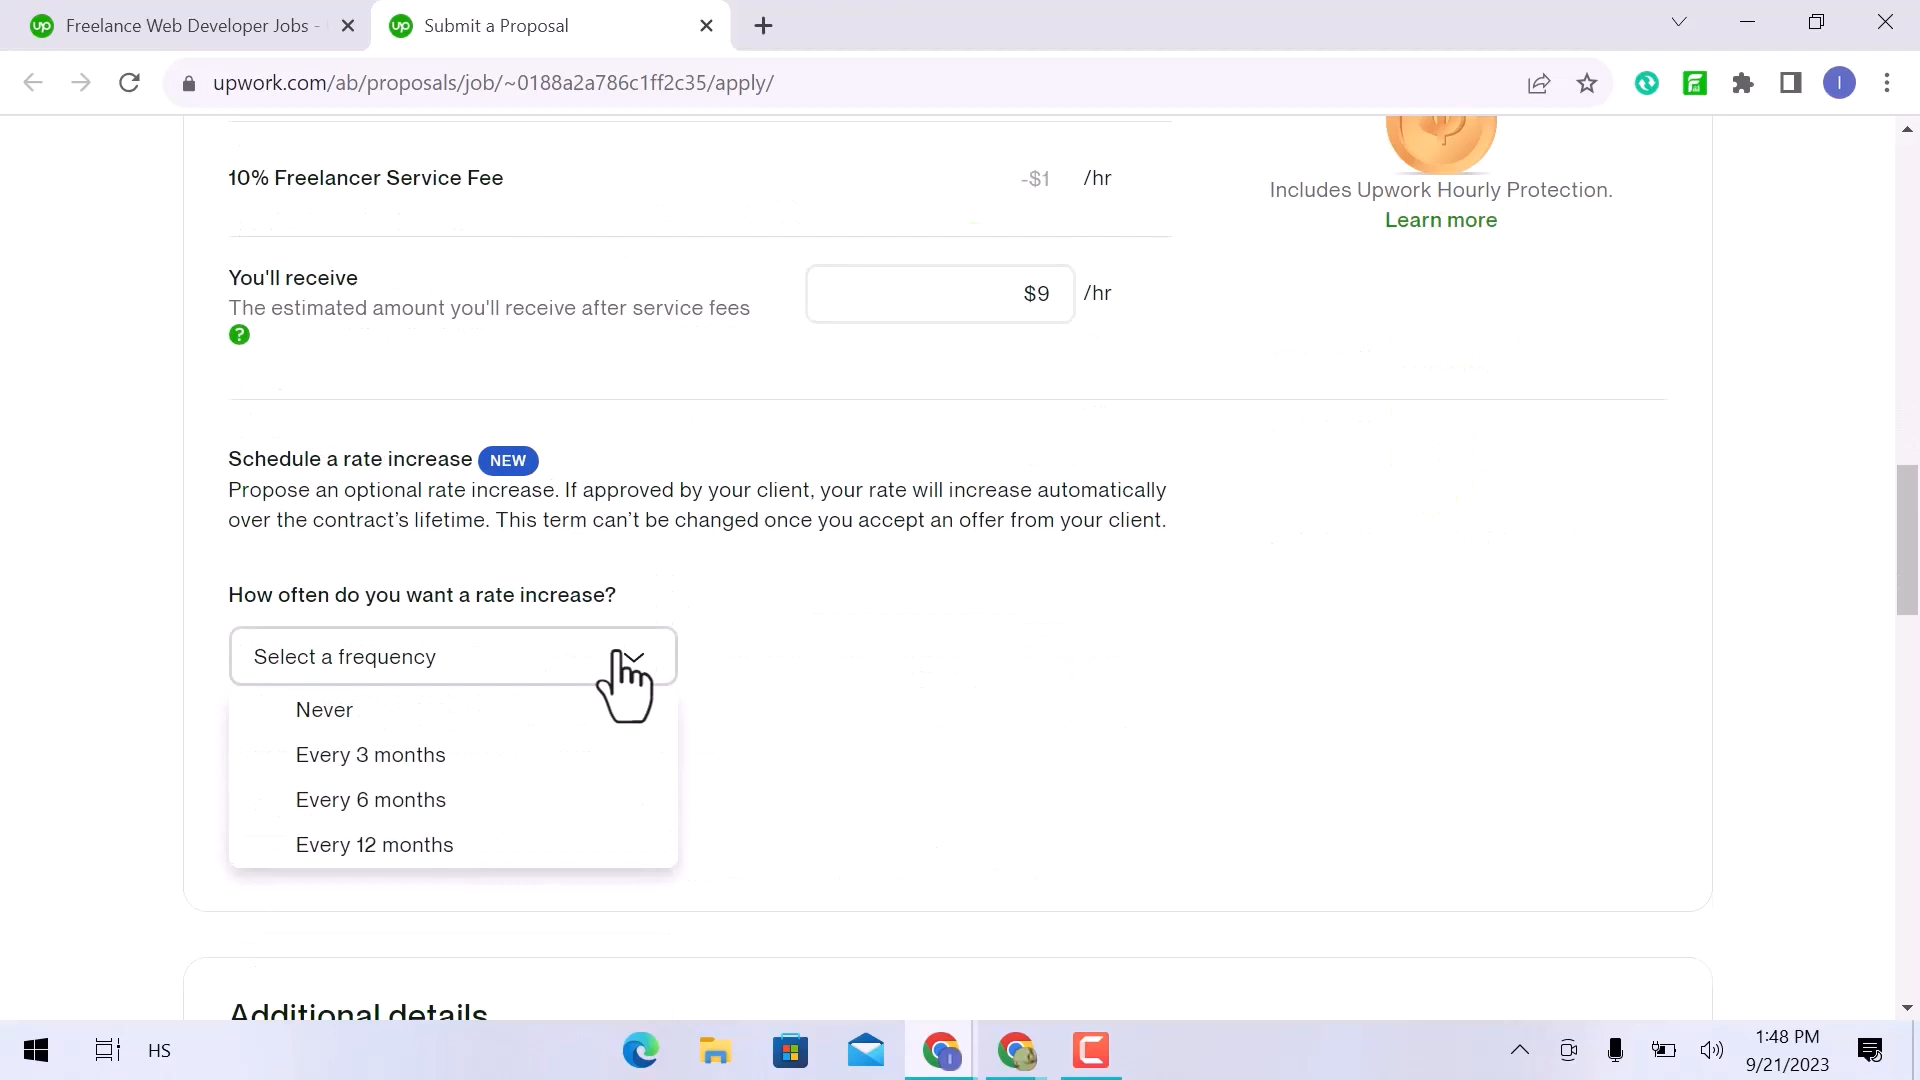 up Freelance Web Developer Jobs -
up Submit a Proposal
upwork.com/ab/proposals/job/~0188a2a786c1ff2c35/apply/
I
10% Freelancer Service Fee
-$1 /hr
Includes Upwork Hourly Protection.
Learn more
You'll receive
The estimated amount you'll receive after service fees
?
$9 /hr
Schedule a rate increase NEW
Propose an optional rate increase. If approved by your client, your rate will increase automatically
over the contract's lifetime. This term can't be changed once you accept an offer from your client.
How often do you want a rate increase?
Select a frequency
Never
Every 3 months
Every 6 months
Every 12 months
Additional details
HS
1:48 PM
9/21/2023